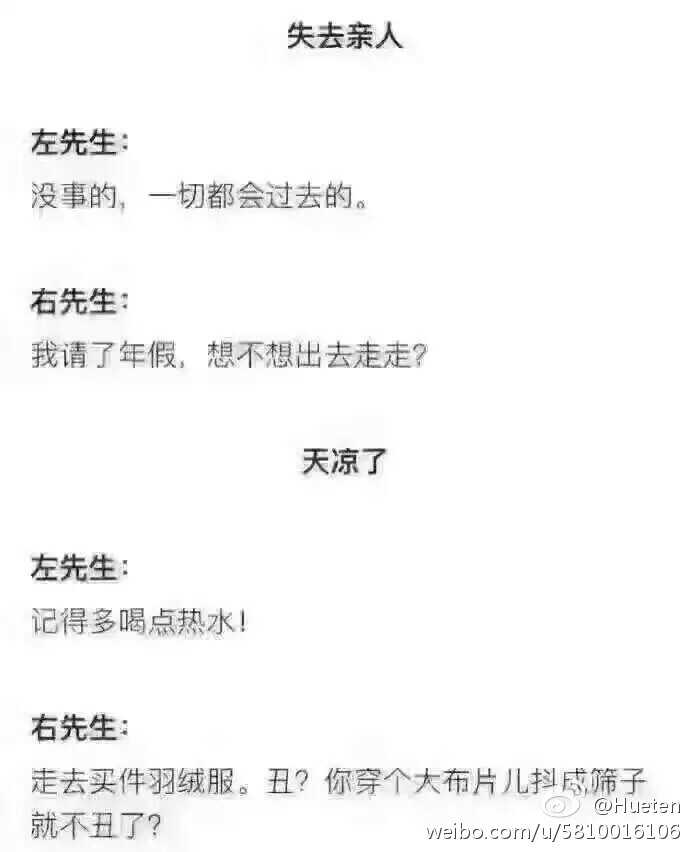 失去亲人
左先生：
没事的，一切都会过去的。
右先生：
我请了年假，想不想出去走走？
天凉了
左先生：
记得多喝点热水！
右先生：
走去买件羽绒服。丑？你穿个大布片儿抖成筛子
就不丑了？
@Hueten
weibo.com/u/5810016106